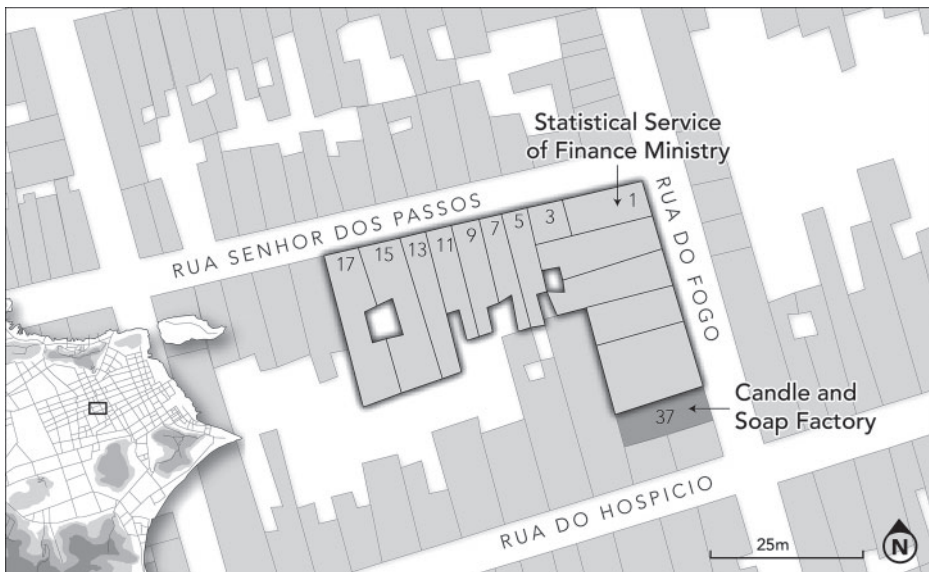 Statistical Service
of Finance Ministry
RUA SENHOR DOS PASSOS
17
15
13
11
9
7
5
3
1
RUA DO FOGO
37
Candle and
Soap Factory
RUA DO HOSPICIO
25m
N